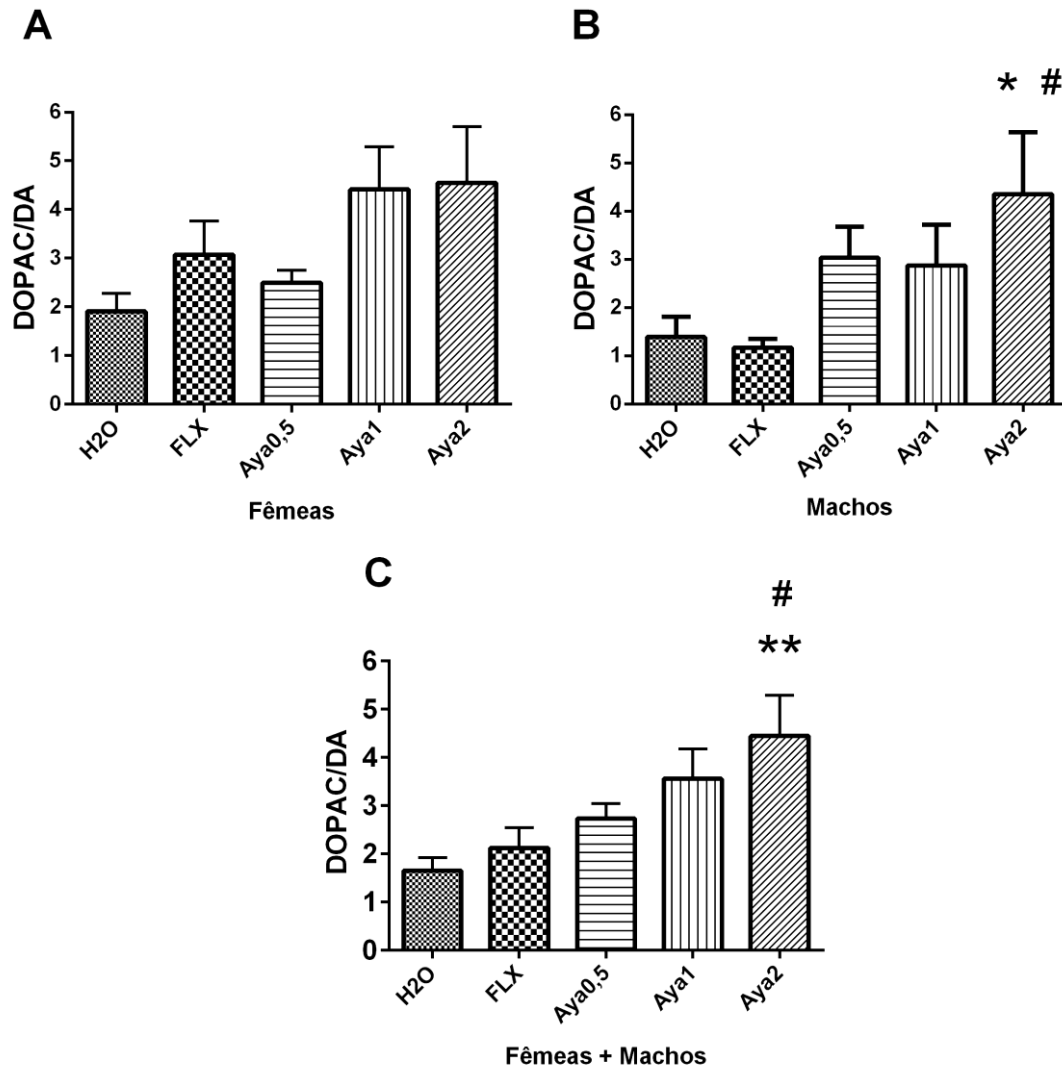 A
DOPAC/DA
6
5
4
3
2
1
0
H2O
FLX
Aya0,5
Aya1
Aya2
Fêmeas
B
* #
DOPAC/DA
6
5
4
3
2
1
0
H2O
FLX
Aya0,5
Aya1
Aya2
Machos
C
#
**
DOPAC/DA
6
5
4
3
2
1
0
H2O
FLX
Aya0,5
Aya1
Aya2
Fêmeas + Machos